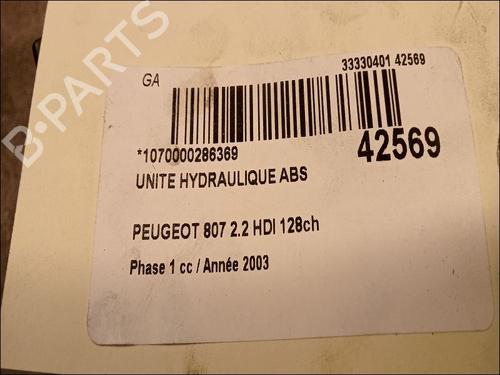 B-PARTS
GA
33330401 42569
*1070000286369
42569
UNITE HYDRAULIQUE ABS
PEUGEOT 807 2.2 HDI 128ch
Phase 1 cc / Année 2003